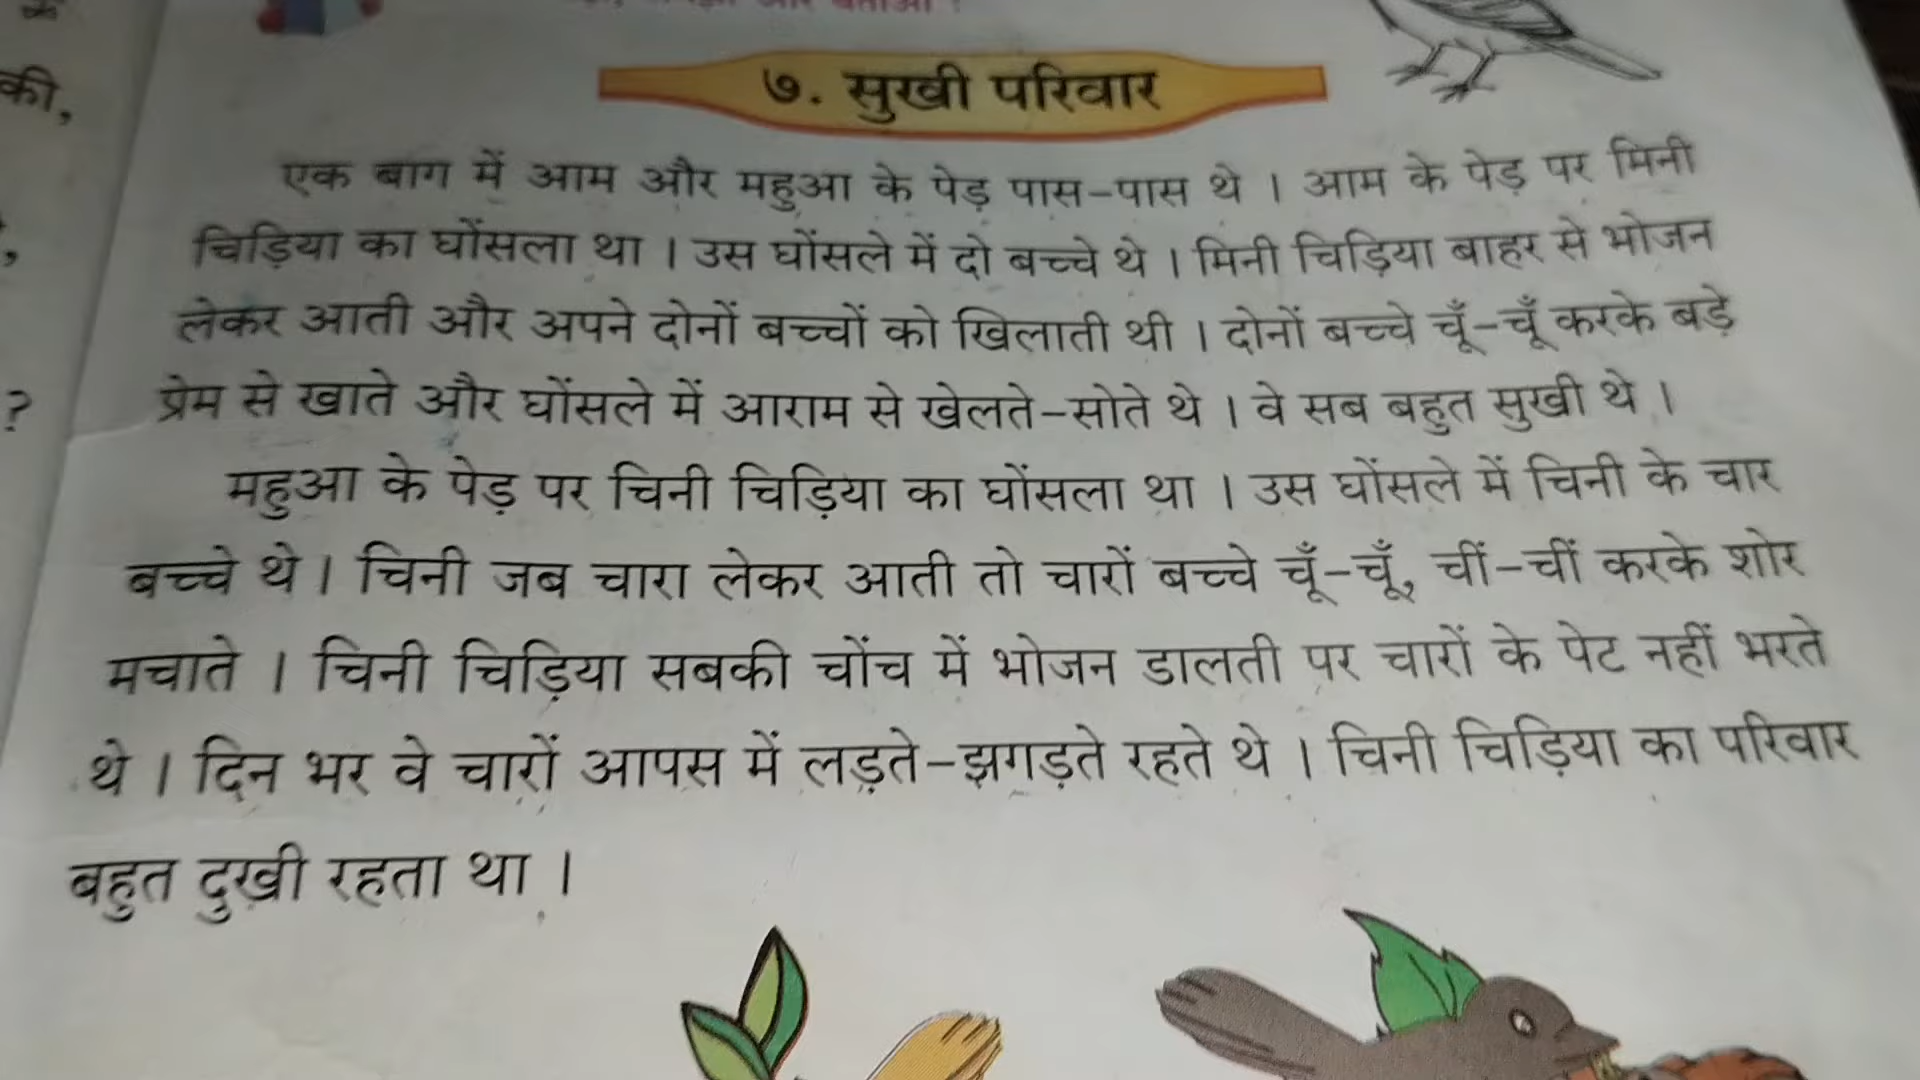 की,
?
७. सुखी परिवार
एक बाग में आम और महुआ के पेड़ पास-पास थे । आम के पेड़ पर मिनी
चिड़िया का घोंसला था । उस घोंसले में दो बच्चे थे । मिनी चिड़िया बाहर से भोजन
लेकर आती और अपने दोनों बच्चों को खिलाती थी । दोनों बच्चे चूँ-चूँ करके बड़े
प्रेम से खाते और घोंसले में आराम से खेलते-सोते थे । वे सब बहुत सुखी थे ।
महुआ के पेड़ पर चिनी चिड़िया का घोंसला था । उस घोंसले में चिनी के चार
बच्चे थे । चिनी जब चारा लेकर आती तो चारों बच्चे चूँ-चूँ, चीं-चीं करके शोर
मचाते । चिनी चिड़िया सबकी चोंच में भोजन डालती पर चारों के पेट नहीं भरते
थे । दिन भर वे चारों आपस में लड़ते-झगड़ते रहते थे । चिनी चिड़िया का परिवार
बहुत दुखी रहता था ।